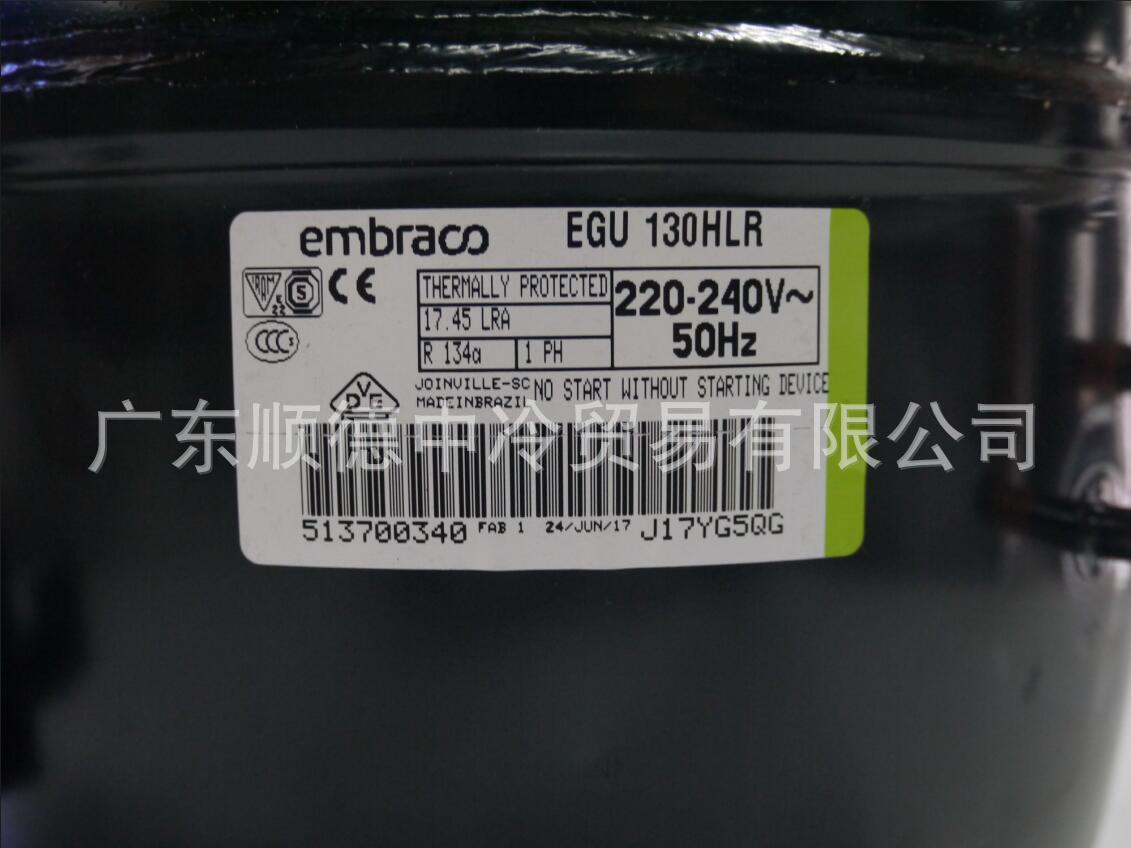 embraco EGU 130HLR
THERMALLY PROTECTED
220-240V~
17.45 LRA
50Hz
R 134a 1 PH
JOINVILLE-SC
MADEINBRAZIL
NO START WITHOUT STARTING DEVICE
广东顺德中冷贸易有限公司
513700340 FAB 1 24/JUN/17 J17YG5QG